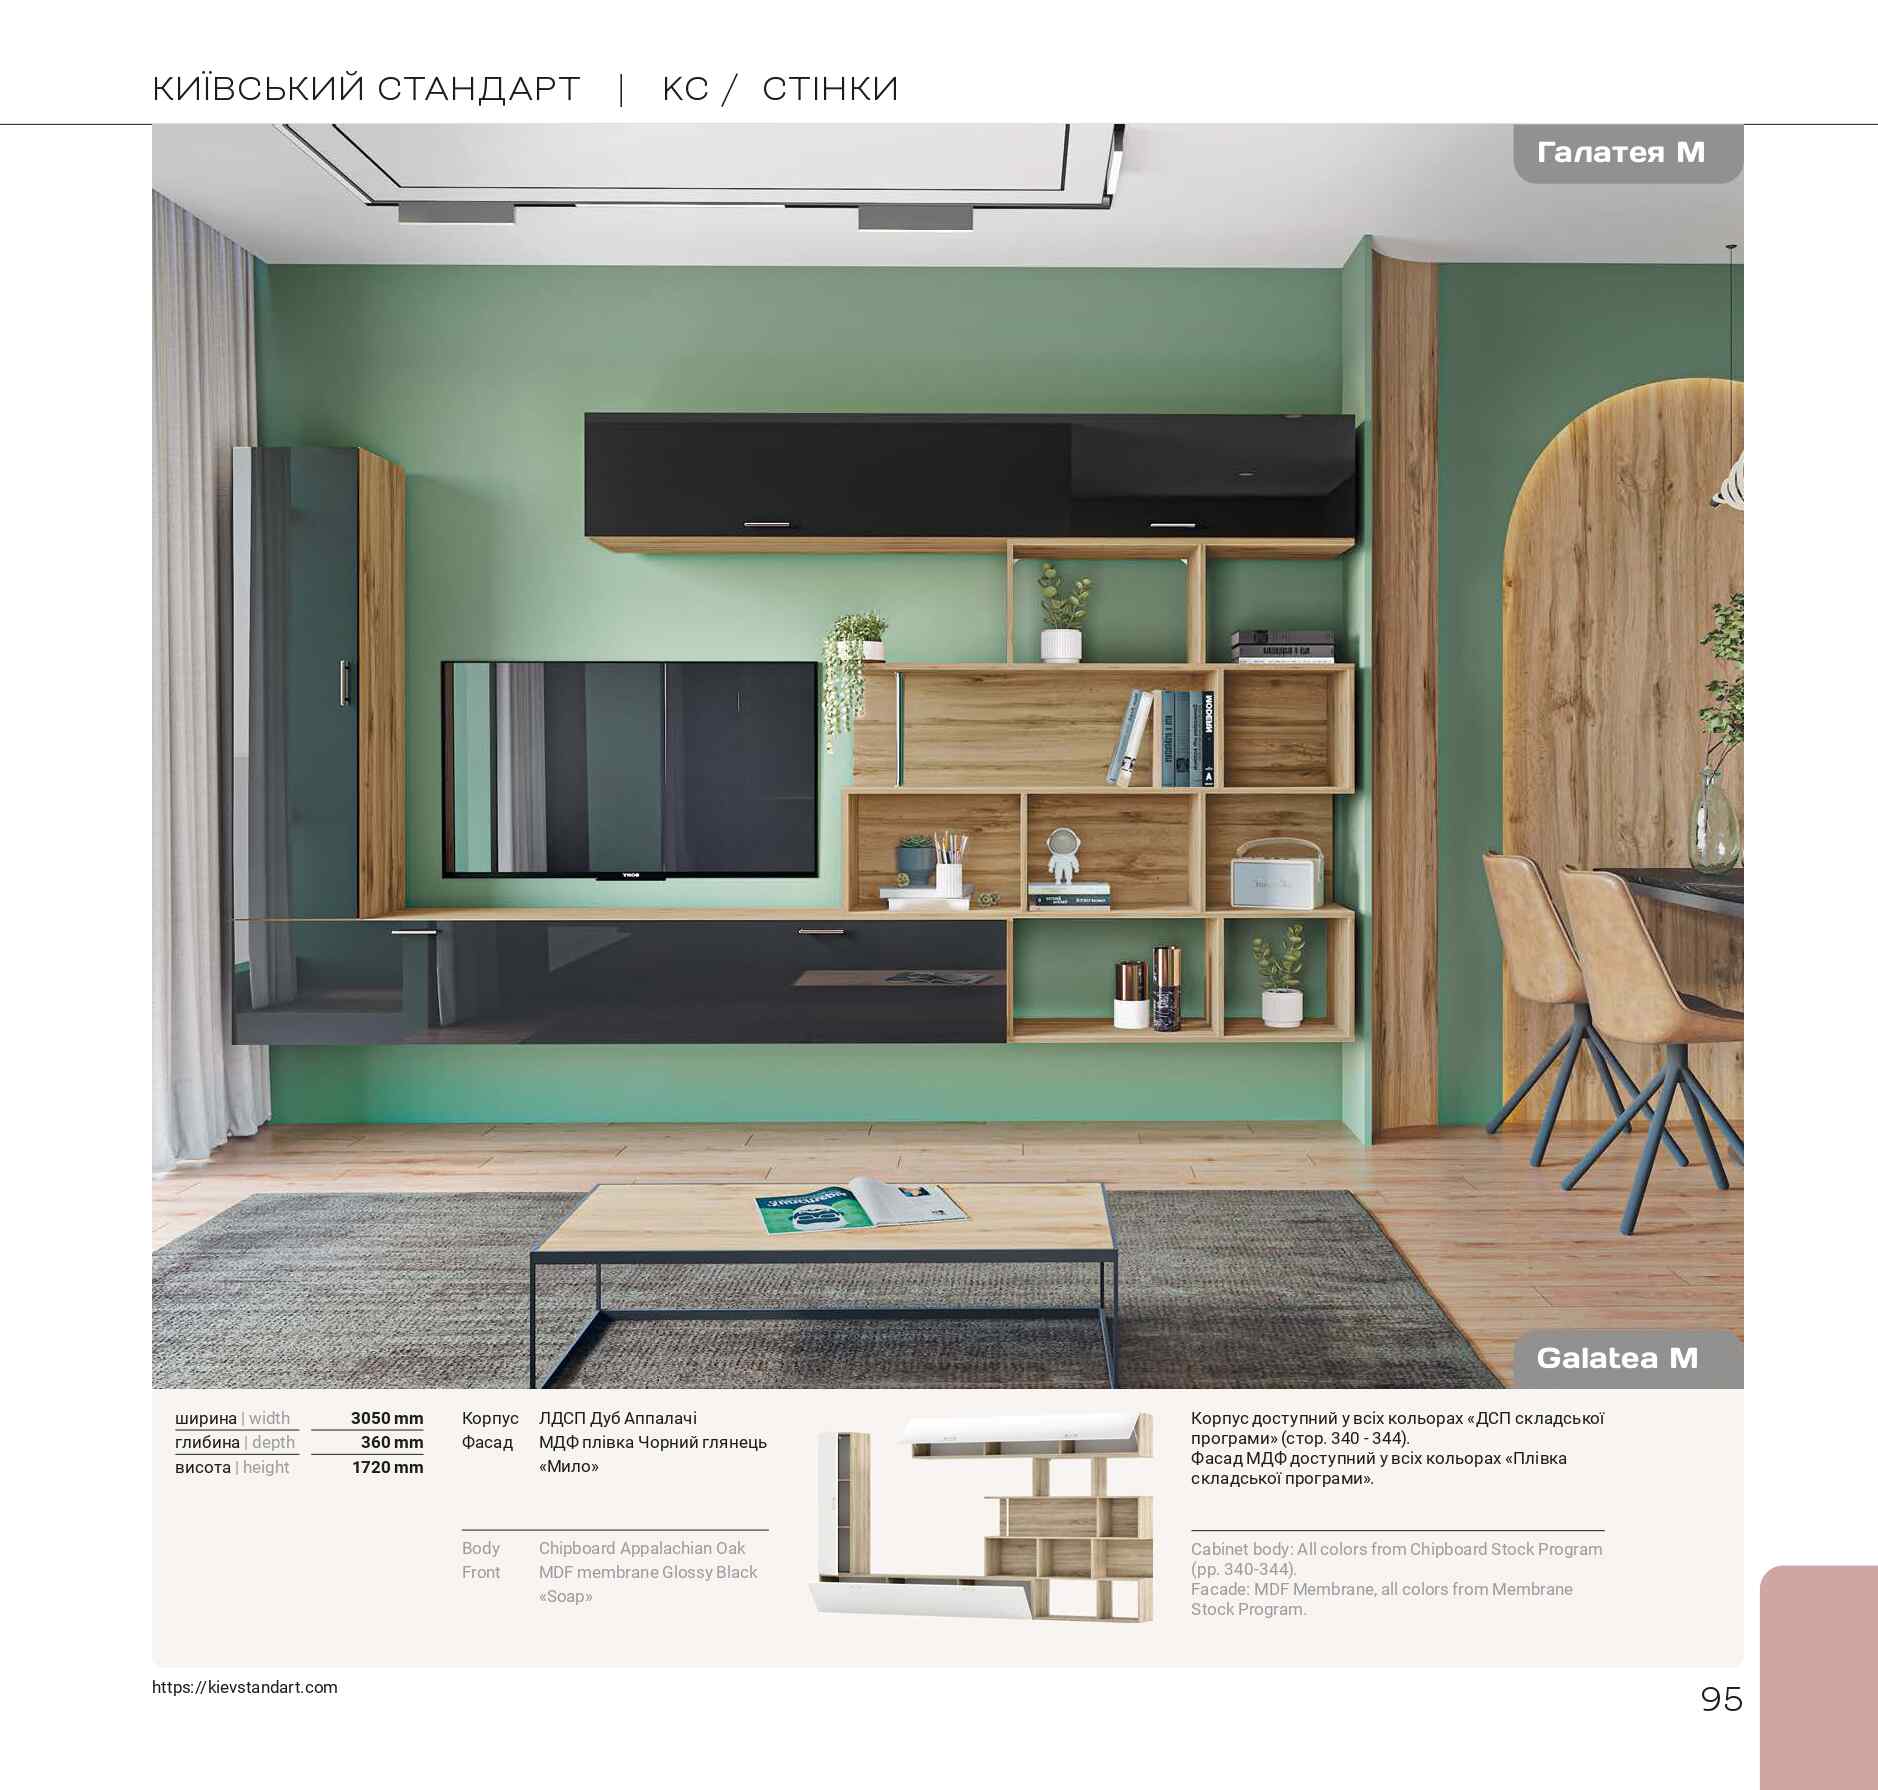 КИЇВСЬКИЙ СТАНДАРТ | КС / СТІНКИ
Галатея М
SONY
MODERN
A
Galatea M
ширина | width 3050 mm
глибина | depth 360 mm
висота | height 1720 mm
Корпус ЛДСП Дуб Аппалачі
Фасад МДФ плівка Чорний глянець
«Мило»
Body Chipboard Appalachian Oak
Front MDF membrane Glossy Black
«Soap»
Корпус доступний у всіх кольорах «ДСП складської
програми» (стор. 340 - 344).
Фасад МДФ доступний у всіх кольорах «Плівка
складської програми».
Cabinet body: All colors from Chipboard Stock Program
(pp. 340-344).
Facade: MDF Membrane, all colors from Membrane
Stock Program.
https://kievstandart.com
95